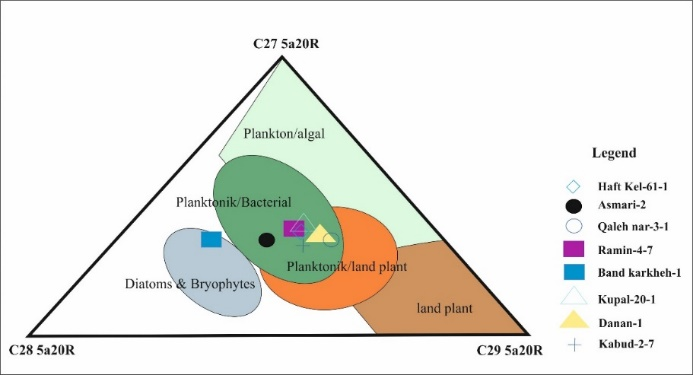 C27 5a20R
Plankton/algal
Planktonik/Bacterial
Planktonik/land plant
Diatoms & Bryophytes
land plant
C28 5a20R
C29 5a20R
Legend
Haft Kel-61-1
Asmari-2
Qaleh nar-3-1
Ramin-4-7
Band karkheh-1
Kupal-20-1
Danan-1
Kabud-2-7